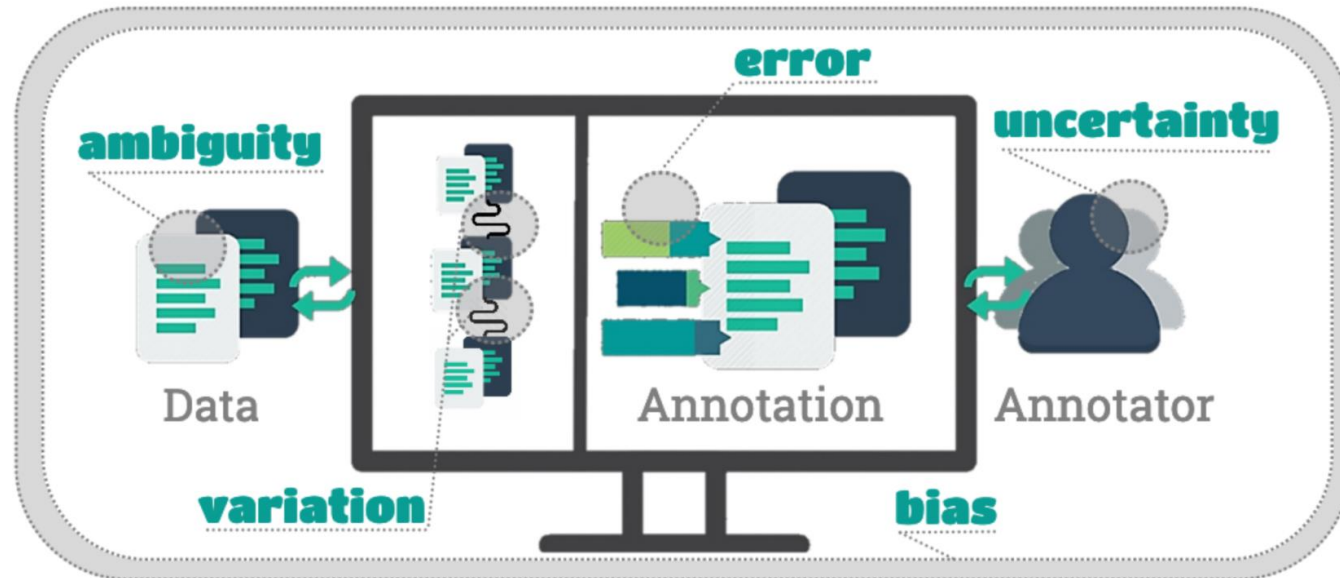 error
ambiguity
uncertainty
Data
Annotation
Annotator
variation
bias